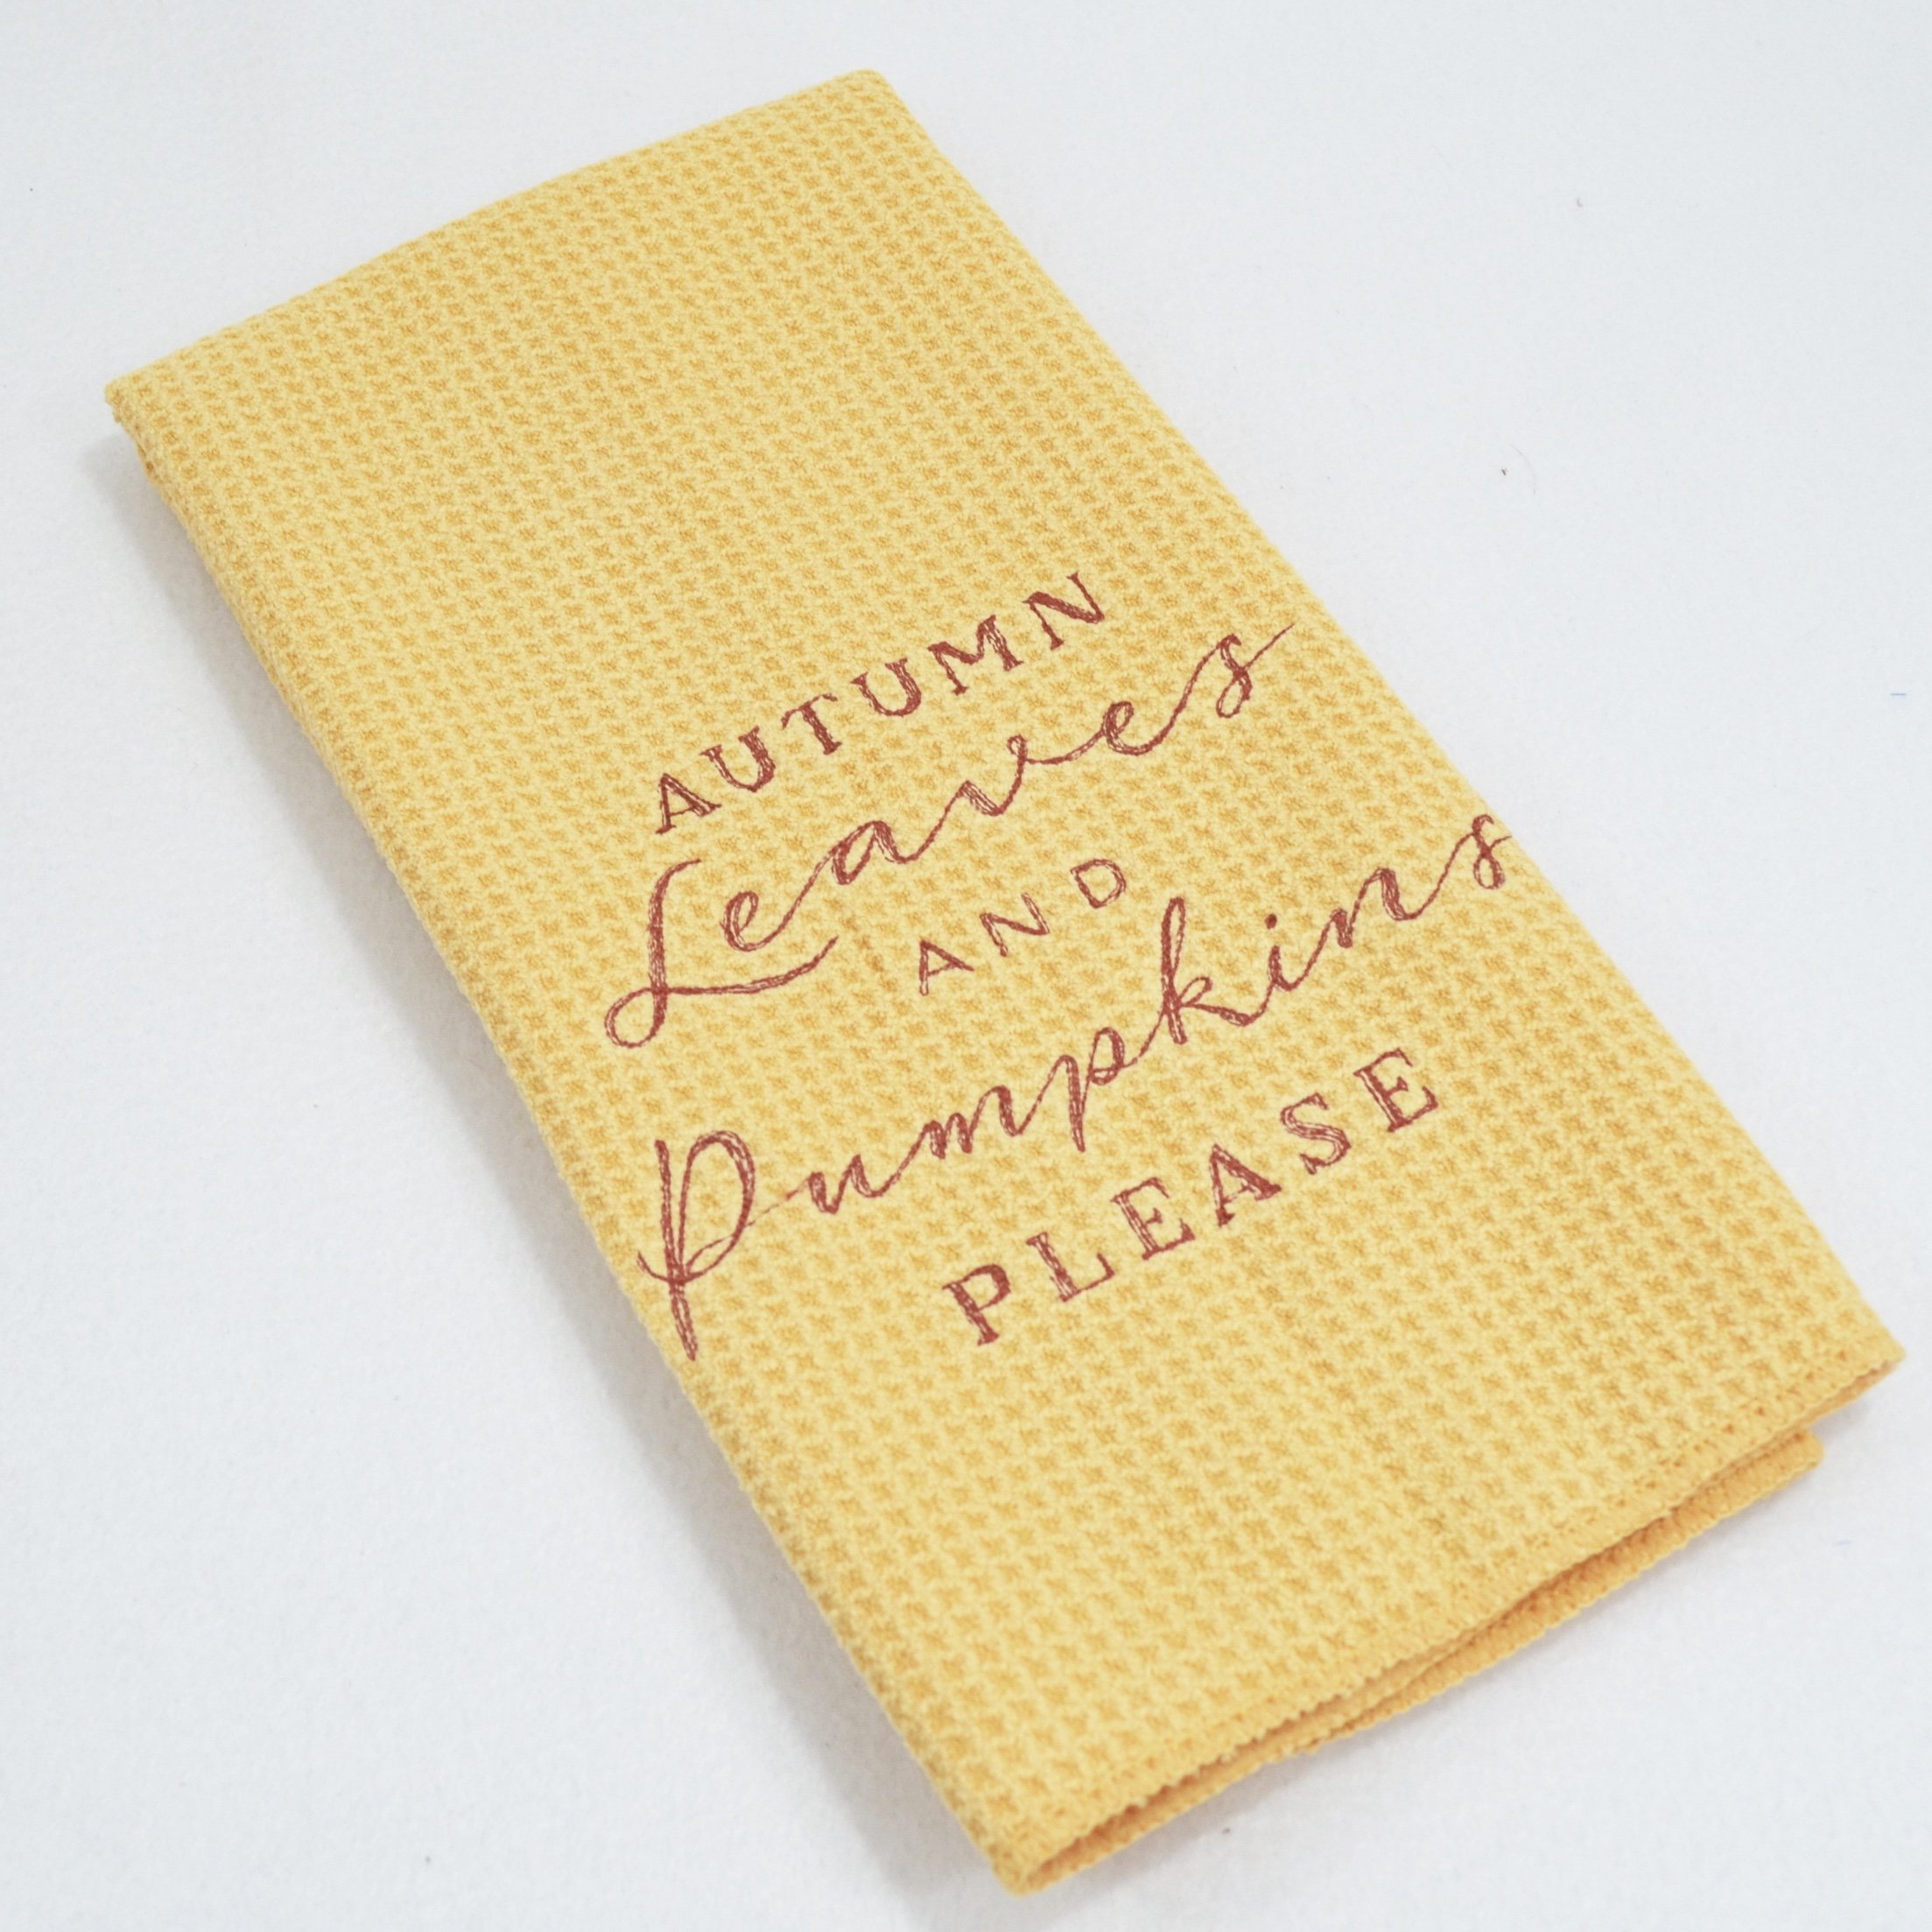 AUTUMN
Leaves
AND
Pumpkins
PLEASE